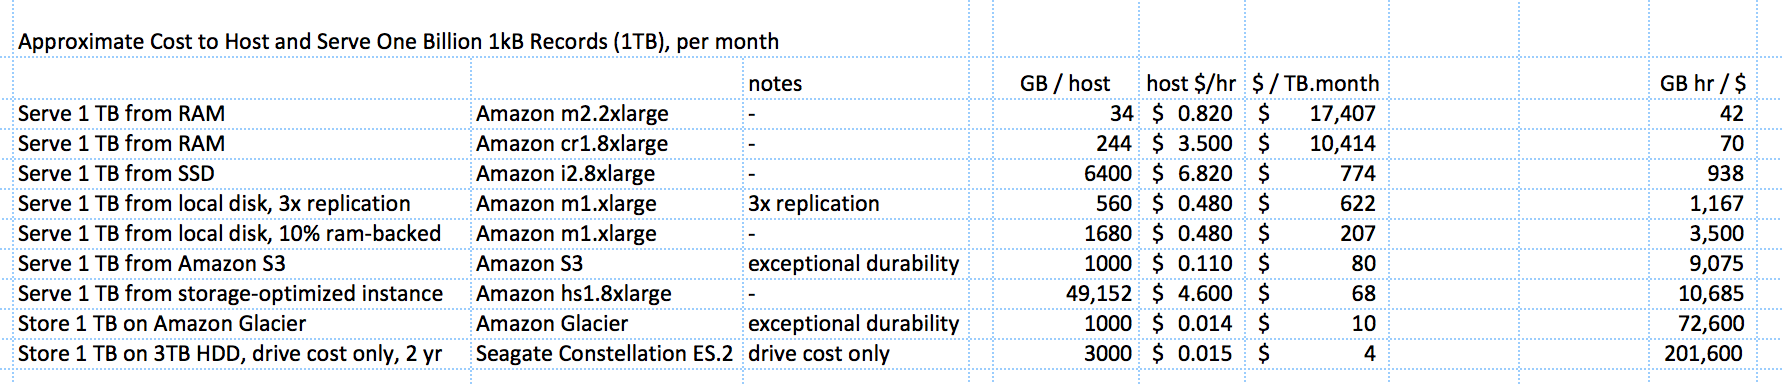 Approximate Cost to Host and Serve One Billion 1kB Records (1TB), per month
notes GB / host host $/hr $ / TB.month GB hr / $
Serve 1 TB from RAM Amazon m2.2xlarge - 34 $ 0.820 $ 17,407 42
Serve 1 TB from RAM Amazon cr1.8xlarge - 244 $ 3.500 $ 10,414 70
Serve 1 TB from SSD Amazon i2.8xlarge - 6400 $ 6.820 $ 774 938
Serve 1 TB from local disk, 3x replication Amazon m1.xlarge 3x replication 560 $ 0.480 $ 622 1,167
Serve 1 TB from local disk, 10% ram-backed Amazon m1.xlarge - 1680 $ 0.480 $ 207 3,500
Serve 1 TB from Amazon S3 Amazon S3 exceptional durability 1000 $ 0.110 $ 80 9,075
Serve 1 TB from storage-optimized instance Amazon hs1.8xlarge - 49,152 $ 4.600 $ 68 10,685
Store 1 TB on Amazon Glacier Amazon Glacier exceptional durability 1000 $ 0.014 $ 10 72,600
Store 1 TB on 3TB HDD, drive cost only, 2 yr Seagate Constellation ES.2 drive cost only 3000 $ 0.015 $ 4 201,600